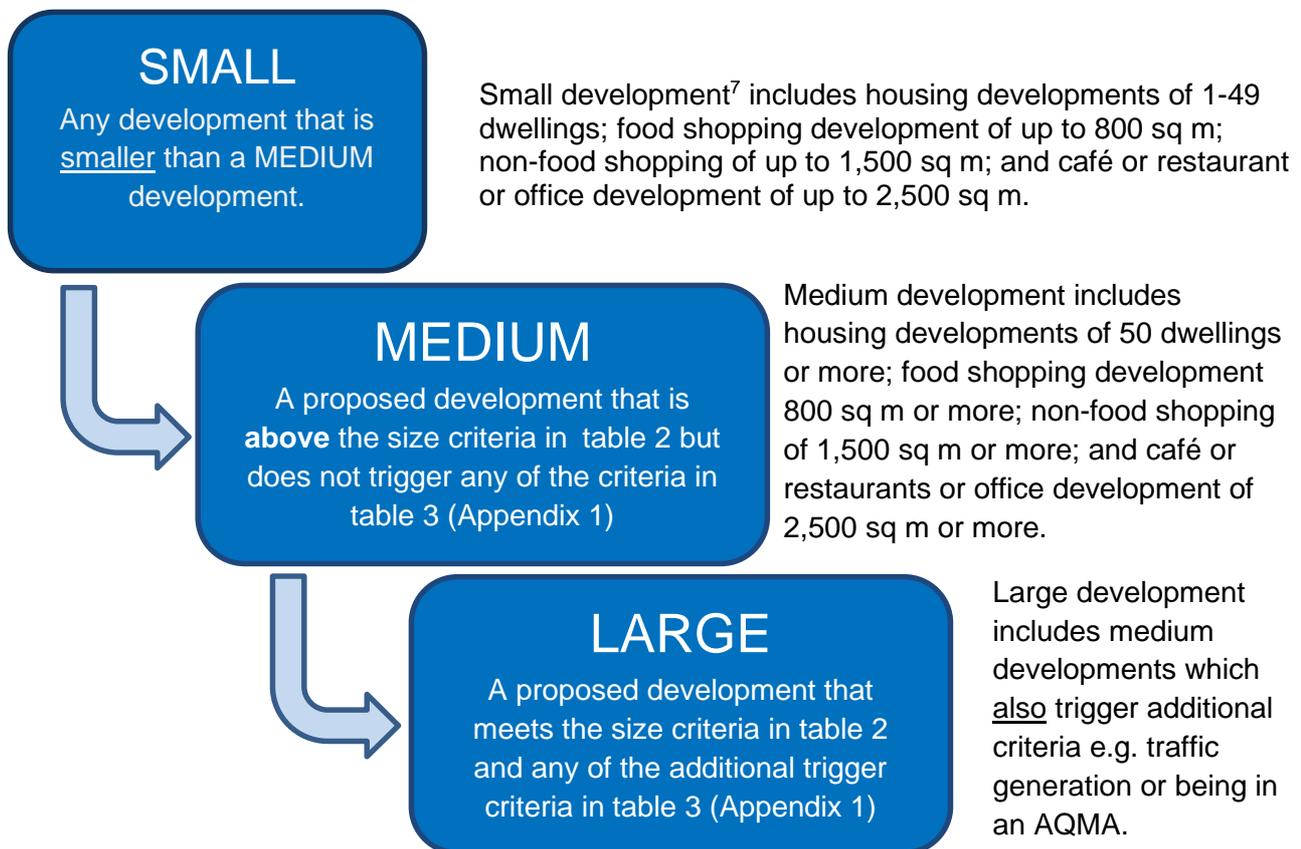 SMALL
Any development that is
smaller than a MEDIUM
development.
Small development⁷ includes housing developments of 1-49
dwellings; food shopping development of up to 800 sq m;
non-food shopping of up to 1,500 sq m; and café or restaurant
or office development of up to 2,500 sq m.
MEDIUM
A proposed development that is
above the size criteria in  table 2 but
does not trigger any of the criteria in
table 3 (Appendix 1)
Medium development includes
housing developments of 50 dwellings
or more; food shopping development
800 sq m or more; non-food shopping
of 1,500 sq m or more; and café or
restaurants or office development of
2,500 sq m or more.
LARGE
A proposed development that
meets the size criteria in table 2
and any of the additional trigger
criteria in table 3 (Appendix 1)
Large development
includes medium
developments which
also trigger additional
criteria e.g. traffic
generation or being in
an AQMA.